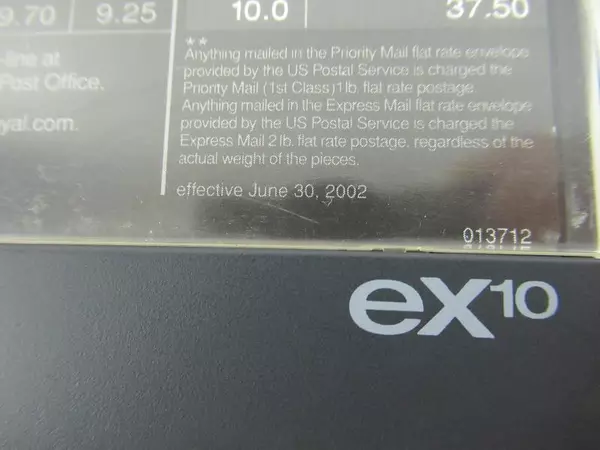 9.70 9.25 10.0 37.50
-line at
Post Office.
yal.com.
**
Anything mailed in the Priority Mail flat rate envelope
provided by the US Postal Service is charged the
Priority Mail (1st Class)1lb. flat rate postage.
Anything mailed in the Express Mail flat rate envelope
provided by the US Postal Service is charged the
Express Mail 2lb. flat rate postage, regardless of the
actual weight of the pieces.
effective June 30, 2002
013712
ex10